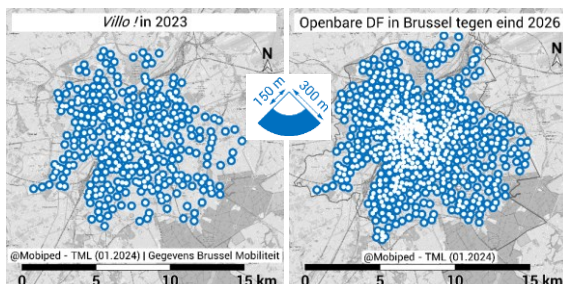 Villo ! in 2023
N
@Mobiped - TML (01.2024) | Gegevens Brussel Mobiliteit
0 5 10 15 km
150 m
300 m
Openbare DF in Brussel tegen eind 2026
N
@Mobiped - TML (01.2024)
0 5 10 15 km